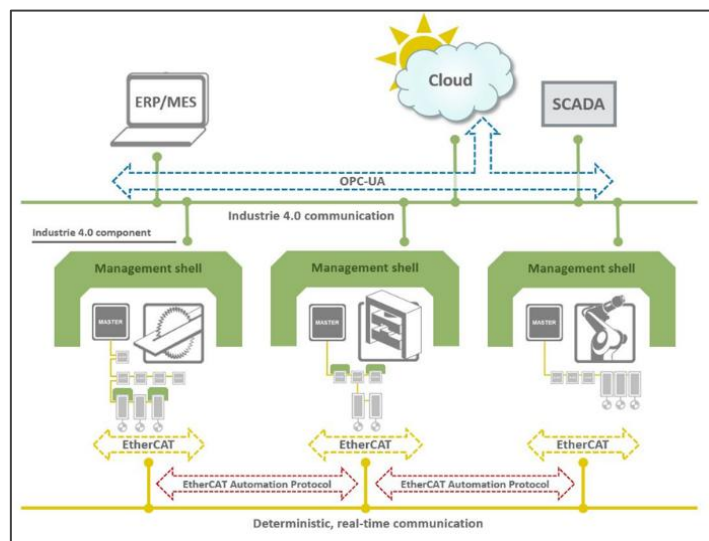 ERP/MES
Cloud
SCADA
OPC-UA
Industrie 4.0 communication
Industrie 4.0 component
Management shell
Management shell
Management shell
MASTER
MASTER
MASTER
EtherCAT
EtherCAT
EtherCAT
EtherCAT Automation Protocol
EtherCAT Automation Protocol
Deterministic, real-time communication